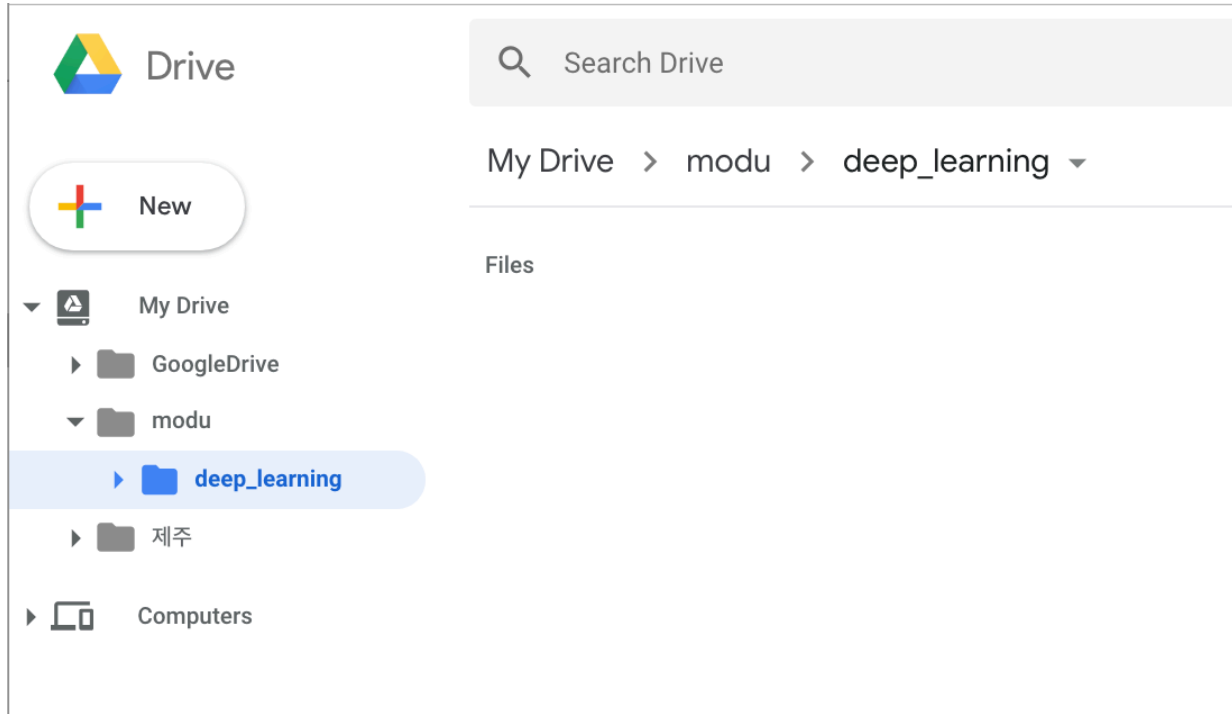 Drive
Search Drive
My Drive > modu > deep_learning
New
Files
My Drive
GoogleDrive
modu
deep_learning
제주
Computers